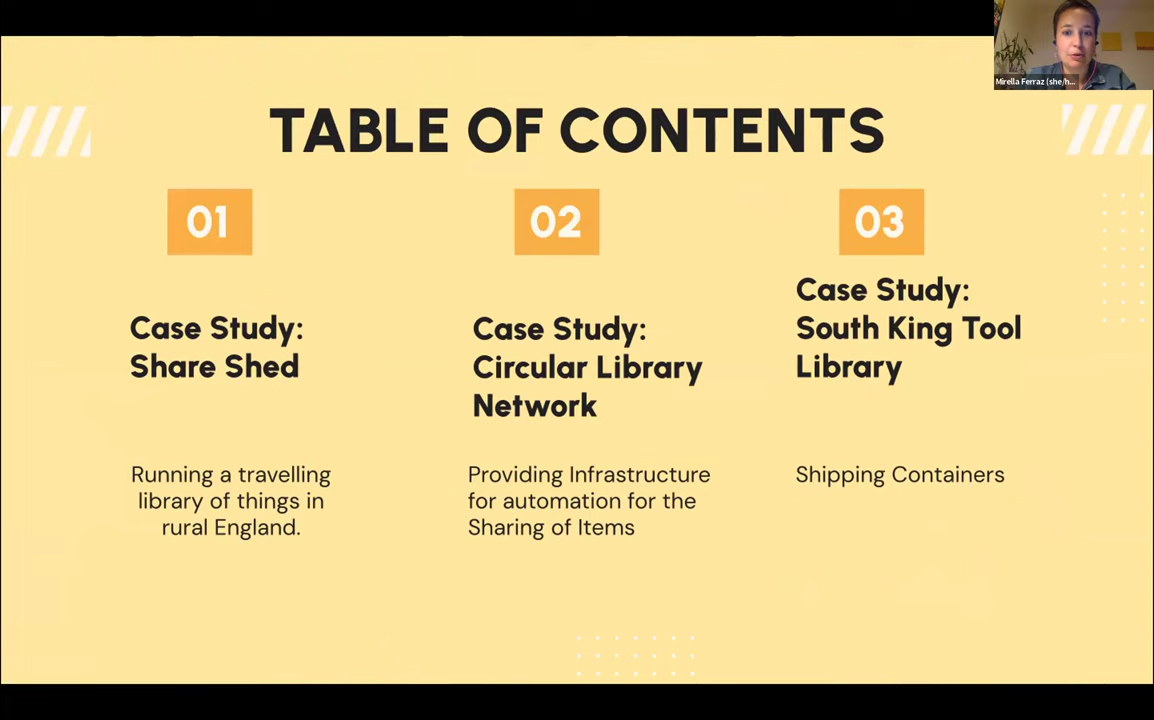 Mirella Ferraz (she/h...
TABLE OF CONTENTS
01
Case Study:
Share Shed
Running a travelling
library of things in
rural England.
02
Case Study:
Circular Library
Network
Providing Infrastructure
for automation for the
Sharing of Items
03
Case Study:
South King Tool
Library
Shipping Containers